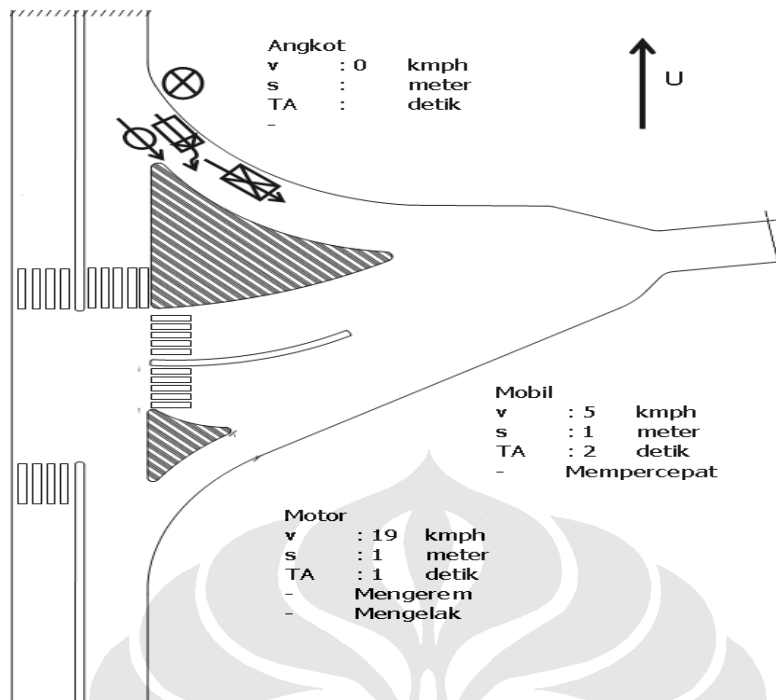 Angkot
v : 0 kmph
s : meter
TA : detik
-
U
Mobil
v : 5 kmph
s : 1 meter
TA : 2 detik
- Mempercepat
Motor
v : 19 kmph
s : 1 meter
TA : 1 detik
- Mengerem
- Mengelak